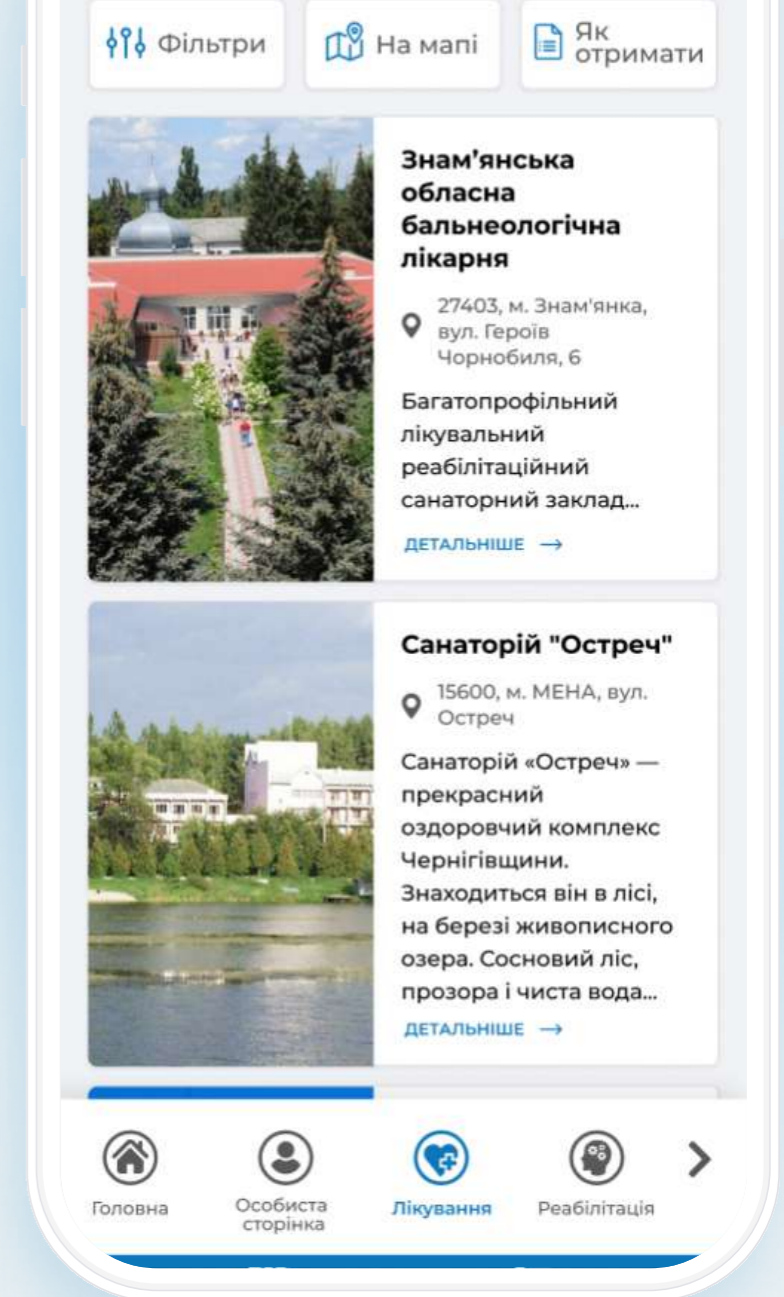 Фільтри
На мапі
Як
отримати
Знам’янська
обласна
бальнеологічна
лікарня
27403, м. Знам'янка,
вул. Героїв
Чорнобиля, 6
Багатопрофільний
лікувальний
реабілітаційний
санаторний заклад...
ДЕТАЛЬНІШЕ
Санаторій "Остреч"
15600, м. МЕНА, вул.
Остреч
Санаторій «Остреч» —
прекрасний
оздоровчий комплекс
Чернігівщини.
Знаходиться він в лісі,
на березі живописного
озера. Сосновий ліс,
прозора і чиста вода...
ДЕТАЛЬНІШЕ
Головна
Особиста
сторінка
Лікування
Реабілітація